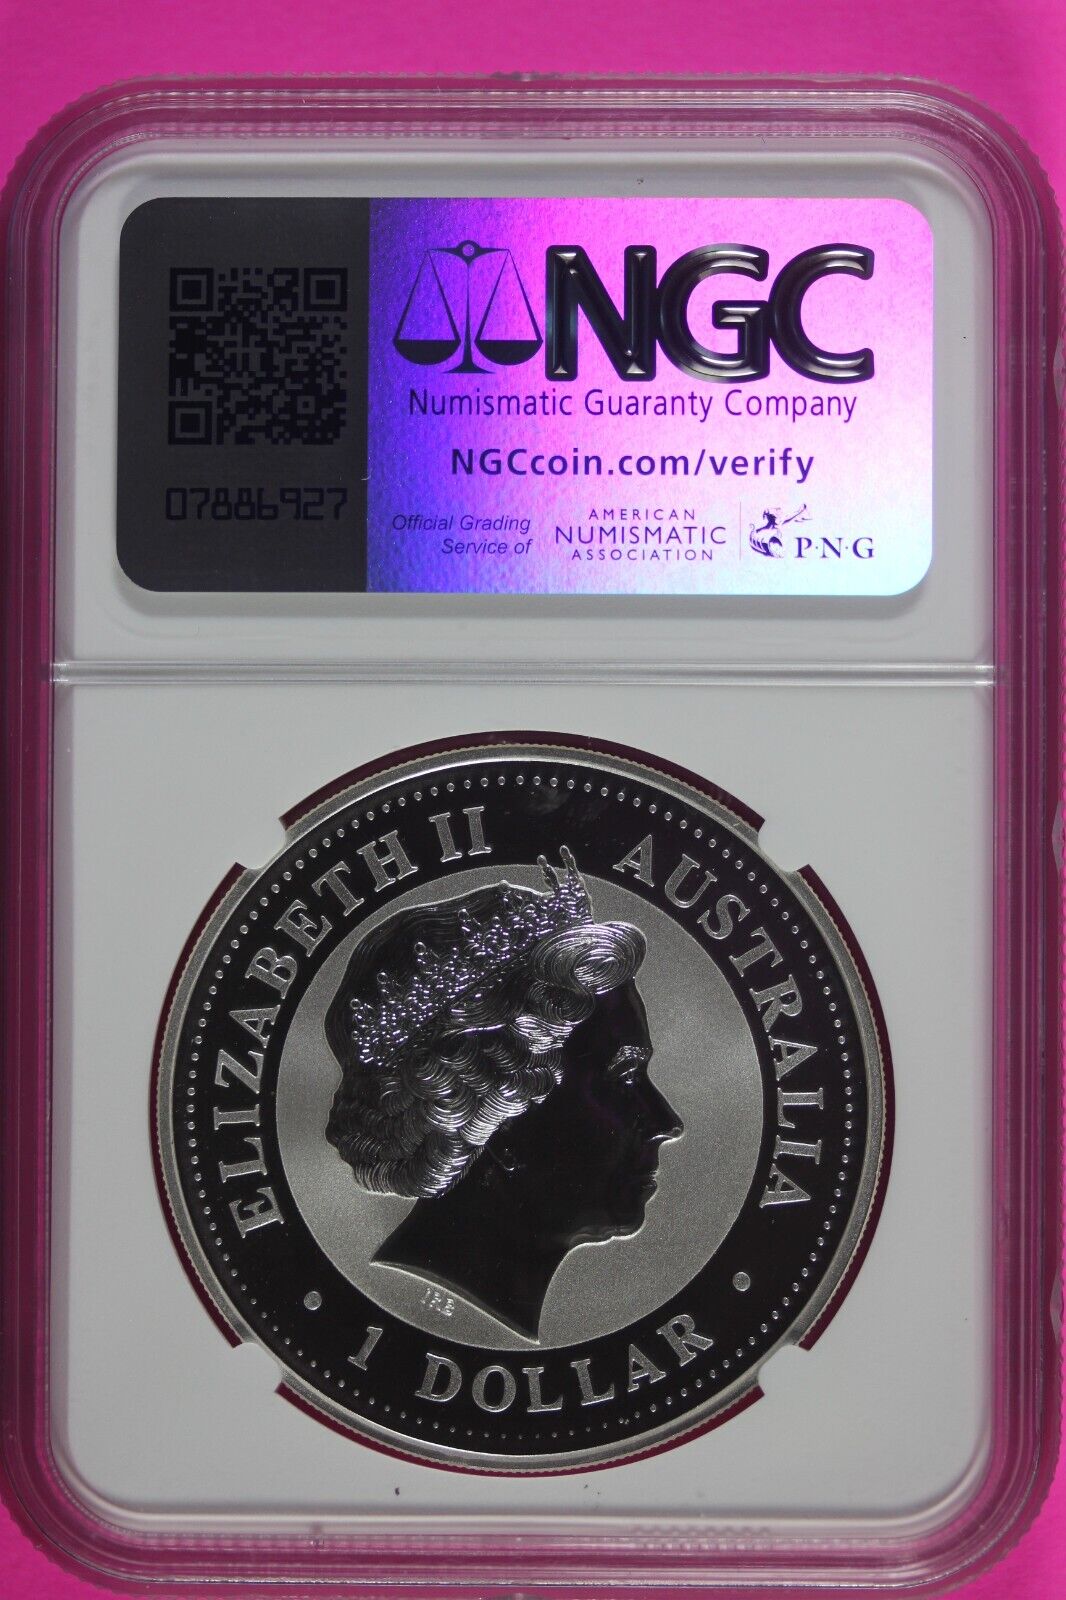 NGC
Numismatic Guaranty Company
NGCcoin.com/verify
07886927
Official Grading
Service of
AMERICAN
NUMISMATIC
ASSOCIATION
P·N·G
ELIZABETH II
AUSTRALIA
IRB
• 1 DOLLAR •